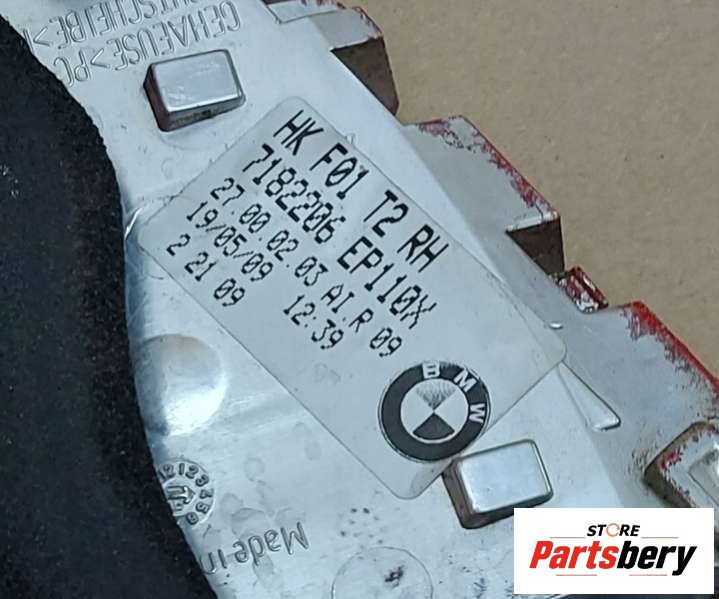 GEHAEUSE>PC
HK F01 T2 RH
7182206 EP110X
27.00.02.03 AI.R 09
19/05/09 12:39
2 21 09
BMW
Made in
STORE
Partsbery